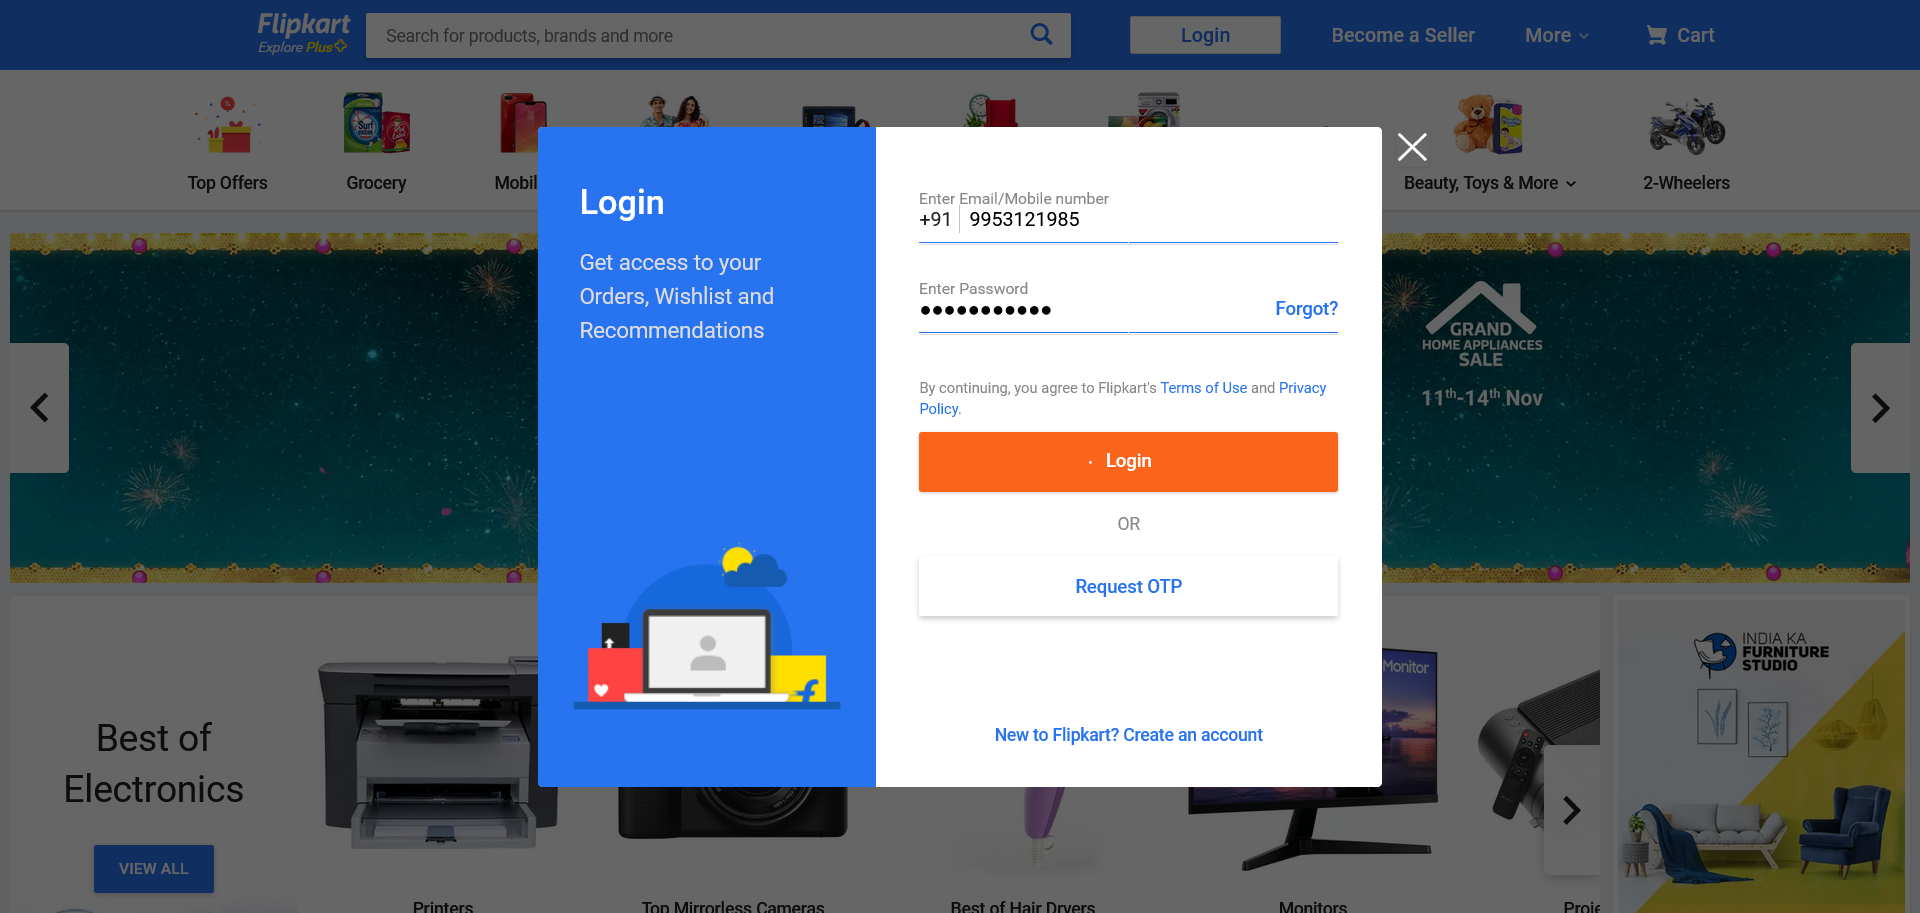 Flipkart
Explore Plus
Search for products, brands and more
Login
Become a Seller
More
Cart
Top Offers
Grocery
Mobil
Beauty, Toys & More
2-Wheelers
Login
Get access to your
Orders, Wishlist and
Recommendations
Enter Email/Mobile number
+91 9953121985
Enter Password
Forgot?
By continuing, you agree to Flipkart's Terms of Use and Privacy
Policy.
Login
OR
Request OTP
New to Flipkart? Create an account
GRAND
HOME APPLIANCES
SALE
11th-14th Nov
Best of
Electronics
VIEW ALL
Monitor
INDIA KA
FURNITURE
STUDIO
Printers
Top Mirrorless Cameras
Best of Hair Dryers
Monitors
Proje